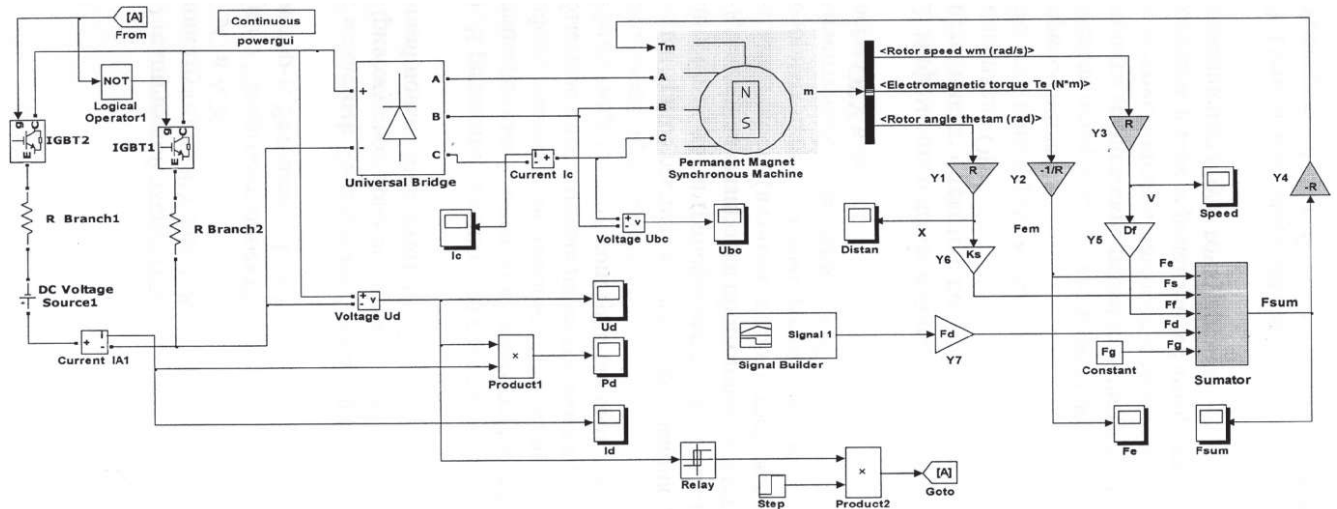 [A]
From
Continuous
powergui
NOT
Logical
Operator1
g
C
E
IGBT2
g
C
E
IGBT1
R Branch1
R Branch2
DC Voltage
Source1
+
i
-
Current IA1
+
-
A
B
C
Universal Bridge
+
i
-
Current Ic
Ic
+
-
v
Voltage Ubc
Ubc
Tm
A
B
C
N
S
m
Permanent Magnet
Synchronous Machine
<Rotor speed wm (rad/s)>
<Electromagnetic torque Te (N*m)>
<Rotor angle thetam (rad)>
R
Y3
R
Y1
-1/R
Y2
-R
Y4
V
Speed
Distan
X
Ks
Y6
Fem
Df
Y5
Fe
Fs
Ff
Fd
Fg
Sumator
Fsum
Signal 1
Signal Builder
Fd
Y7
Fg
Constant
+
-
v
Voltage Ud
Ud
×
Product1
Pd
Id
Fe
Fsum
Relay
Step
×
Product2
[A]
Goto